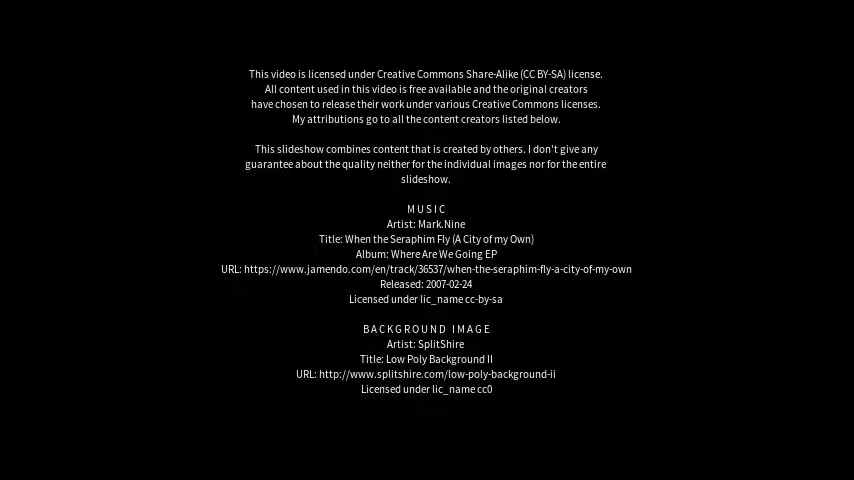 This video is licensed under Creative Commons Share-Alike (CC BY-SA) license.
All content used in this video is free available and the original creators
have chosen to release their work under various Creative Commons licenses.
My attributions go to all the content creators listed below.
This slideshow combines content that is created by others. I don't give any
guarantee about the quality neither for the individual images nor for the entire
slideshow.
MUSIC
Artist: Mark.Nine
Title: When the Seraphim Fly (A City of my Own)
Album: Where Are We Going EP
URL: https://www.jamendo.com/en/track/36537/when-the-seraphim-fly-a-city-of-my-own
Released: 2007-02-24
Licensed under lic_name cc-by-sa
BACKGROUND IMAGE
Artist: SplitShire
Title: Low Poly Background II
URL: http://www.splitshire.com/low-poly-background-ii
Licensed under lic_name cc0